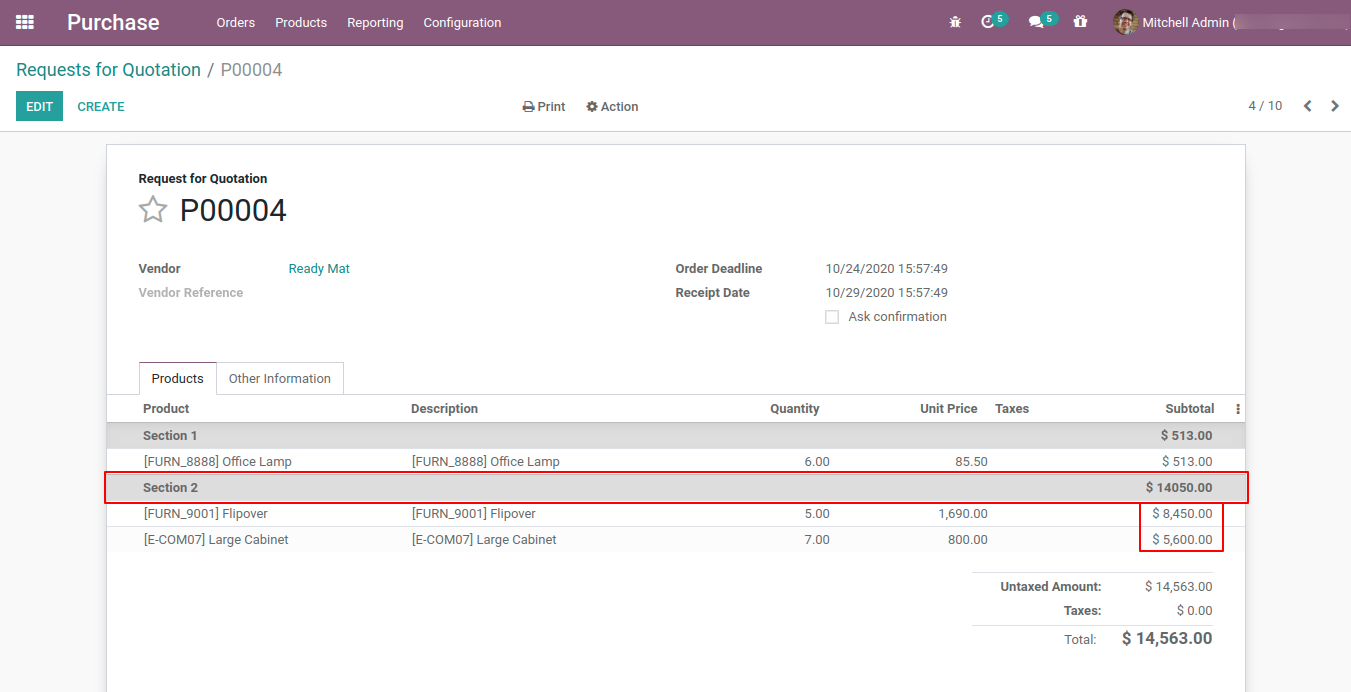 Purchase Orders Products Reporting Configuration 5 5 Mitchell Admin (
Requests for Quotation / P00004
EDIT CREATE Print Action 4 / 10
Request for Quotation
P00004
Vendor Ready Mat Order Deadline 10/24/2020 15:57:49
Vendor Reference Receipt Date 10/29/2020 15:57:49
Ask confirmation
Products Other Information
Product Description Quantity Unit Price Taxes Subtotal
Section 1 $ 513.00
[FURN_8888] Office Lamp [FURN_8888] Office Lamp 6.00 85.50 $ 513.00
Section 2 $ 14050.00
[FURN_9001] Flipover [FURN_9001] Flipover 5.00 1,690.00 $ 8,450.00
[E-COM07] Large Cabinet [E-COM07] Large Cabinet 7.00 800.00 $ 5,600.00
Untaxed Amount: $ 14,563.00
Taxes: $ 0.00
Total: $ 14,563.00